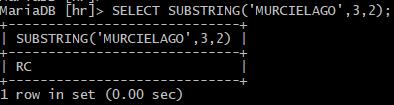 MariaDB [hr]> SELECT SUBSTRING('MURCIELAGO',3,2);
+---------------------------+
| SUBSTRING('MURCIELAGO',3,2) |
+---------------------------+
| RC |
+---------------------------+
1 row in set (0.00 sec)